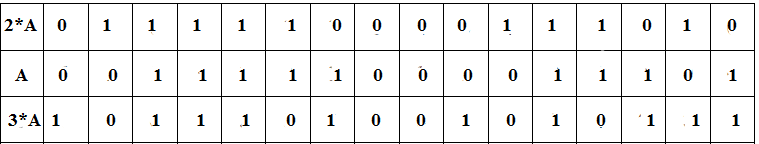 2*A 0 1 1 1 1 1 0 0 0 0 1 1 1 0 1 0
A 0 0 1 1 1 1 1 0 0 0 0 1 1 1 0 1
3*A 1 0 1 1 1 0 1 0 0 1 0 1 0 1 1 1